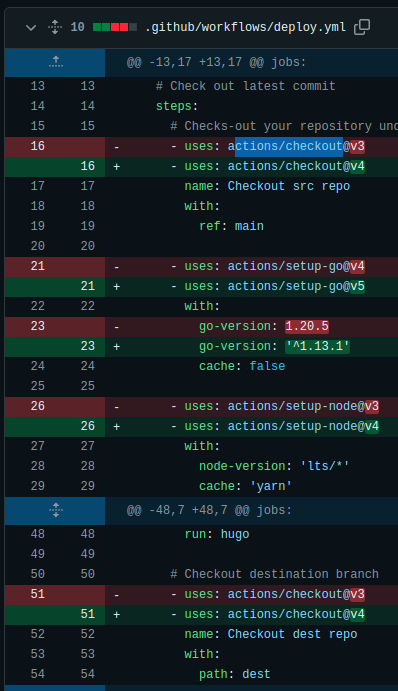 10 .github/workflows/deploy.yml
@@ -13,17 +13,17 @@ jobs:
13 13 # Check out latest commit
14 14 steps:
15 15 # Checks-out your repository
16 - - uses: actions/checkout@v3
16 + - uses: actions/checkout@v4
17 17 name: Checkout src repo
18 18 with:
19 19 ref: main
20 20
21 - - uses: actions/setup-go@v4
21 + - uses: actions/setup-go@v5
22 22 with:
23 - go-version: 1.20.5
23 + go-version: '^1.13.1'
24 24 cache: false
25 25
26 - - uses: actions/setup-node@v3
26 + - uses: actions/setup-node@v4
27 27 with:
28 28 node-version: 'lts/*'
29 29 cache: 'yarn'
@@ -48,7 +48,7 @@ jobs:
48 48 run: hugo
49 49
50 50 # Checkout destination branch
51 - - uses: actions/checkout@v3
51 + - uses: actions/checkout@v4
52 52 name: Checkout dest repo
53 53 with:
54 54 path: dest